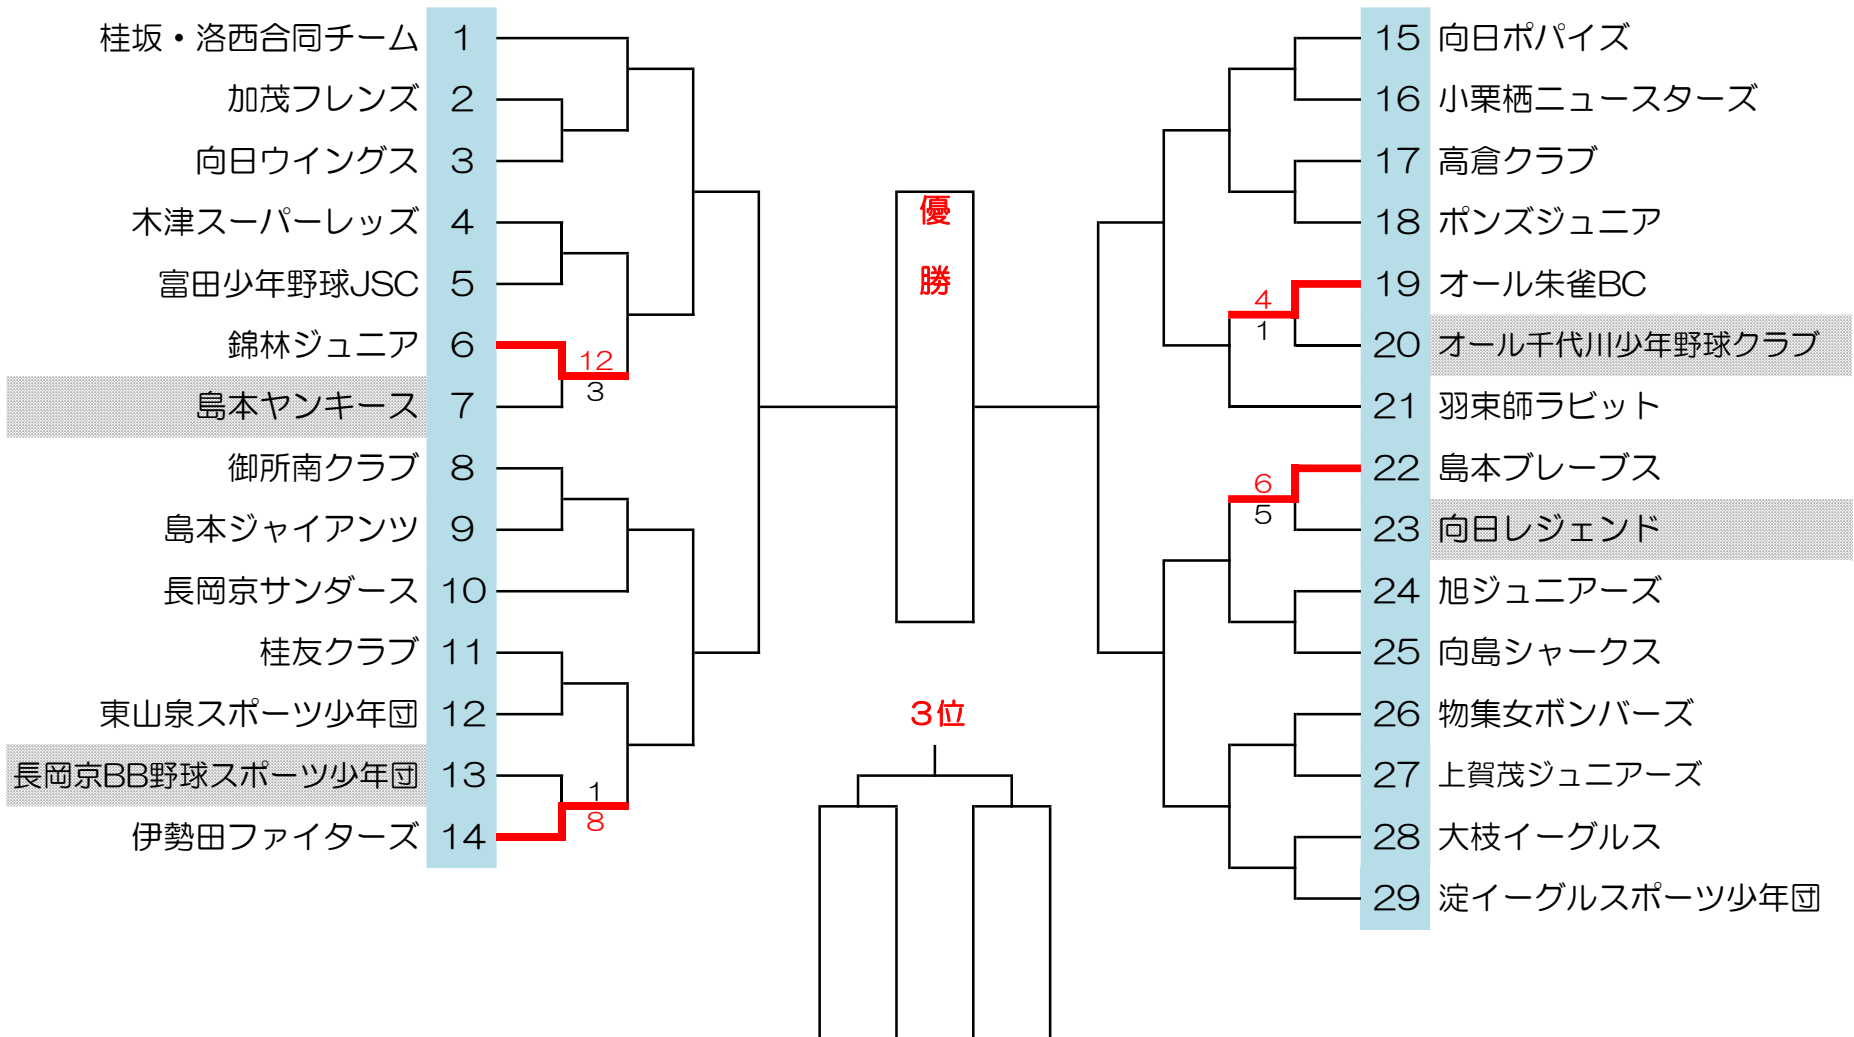 桂坂・洛西合同チーム 1
加茂フレンズ 2
向日ウイングス 3
木津スーパーレッズ 4
富田少年野球JSC 5
錦林ジュニア 6
12
3
島本ヤンキース 7
御所南クラブ 8
島本ジャイアンツ 9
長岡京サンダース 10
桂友クラブ 11
東山泉スポーツ少年団 12
長岡京BB野球スポーツ少年団 13
1
8
伊勢田ファイターズ 14
優
勝
3位
15 向日ポパイズ
16 小栗栖ニュースターズ
17 高倉クラブ
18 ポンズジュニア
19 オール朱雀BC
4
1
20 オール千代川少年野球クラブ
21 羽束師ラビット
22 島本ブレーブス
6
5
23 向日レジェンド
24 旭ジュニアーズ
25 向島シャークス
26 物集女ボンバーズ
27 上賀茂ジュニアーズ
28 大枝イーグルス
29 淀イーグルスポーツ少年団